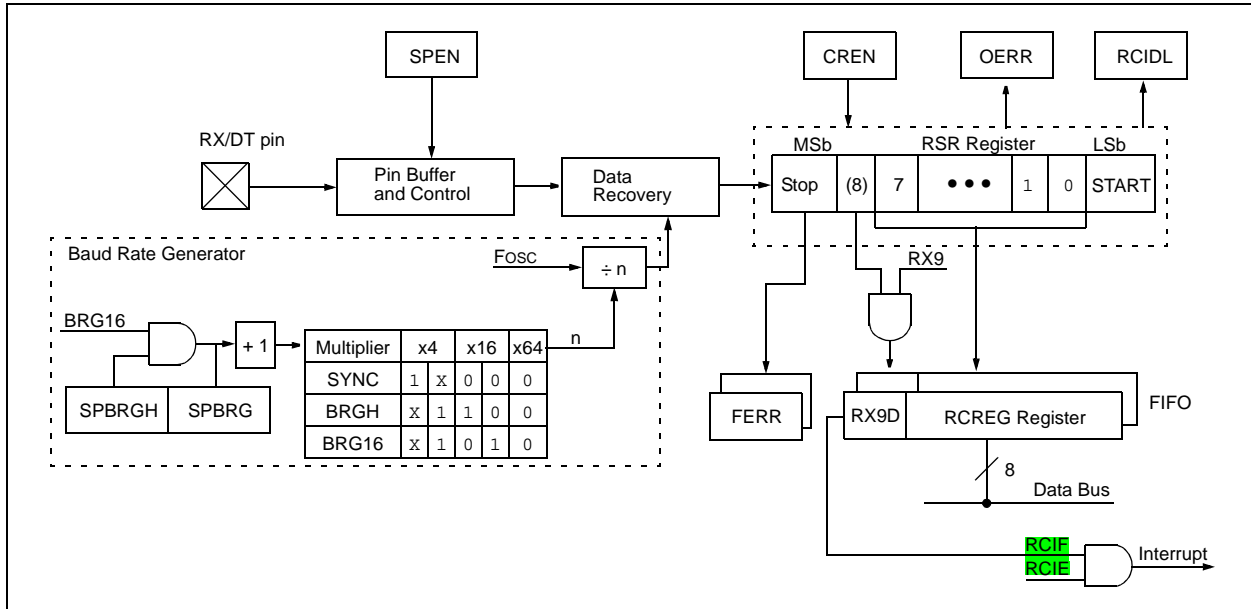 SPEN
CREN
OERR
RCIDL
RX/DT pin
Pin Buffer
and Control
Data
Recovery
MSb
RSR Register
LSb
Stop (8) 7 ••• 1 0 START
Baud Rate Generator
FOSC
÷ n
RX9
BRG16
+ 1
n
Multiplier x4 x16 x64
SYNC 1 X 0 0 0
BRGH X 1 1 0 0
BRG16 X 1 0 1 0
SPBRGH SPBRG
FERR
RX9D RCREG Register
FIFO
8
Data Bus
RCIF
RCIE
Interrupt